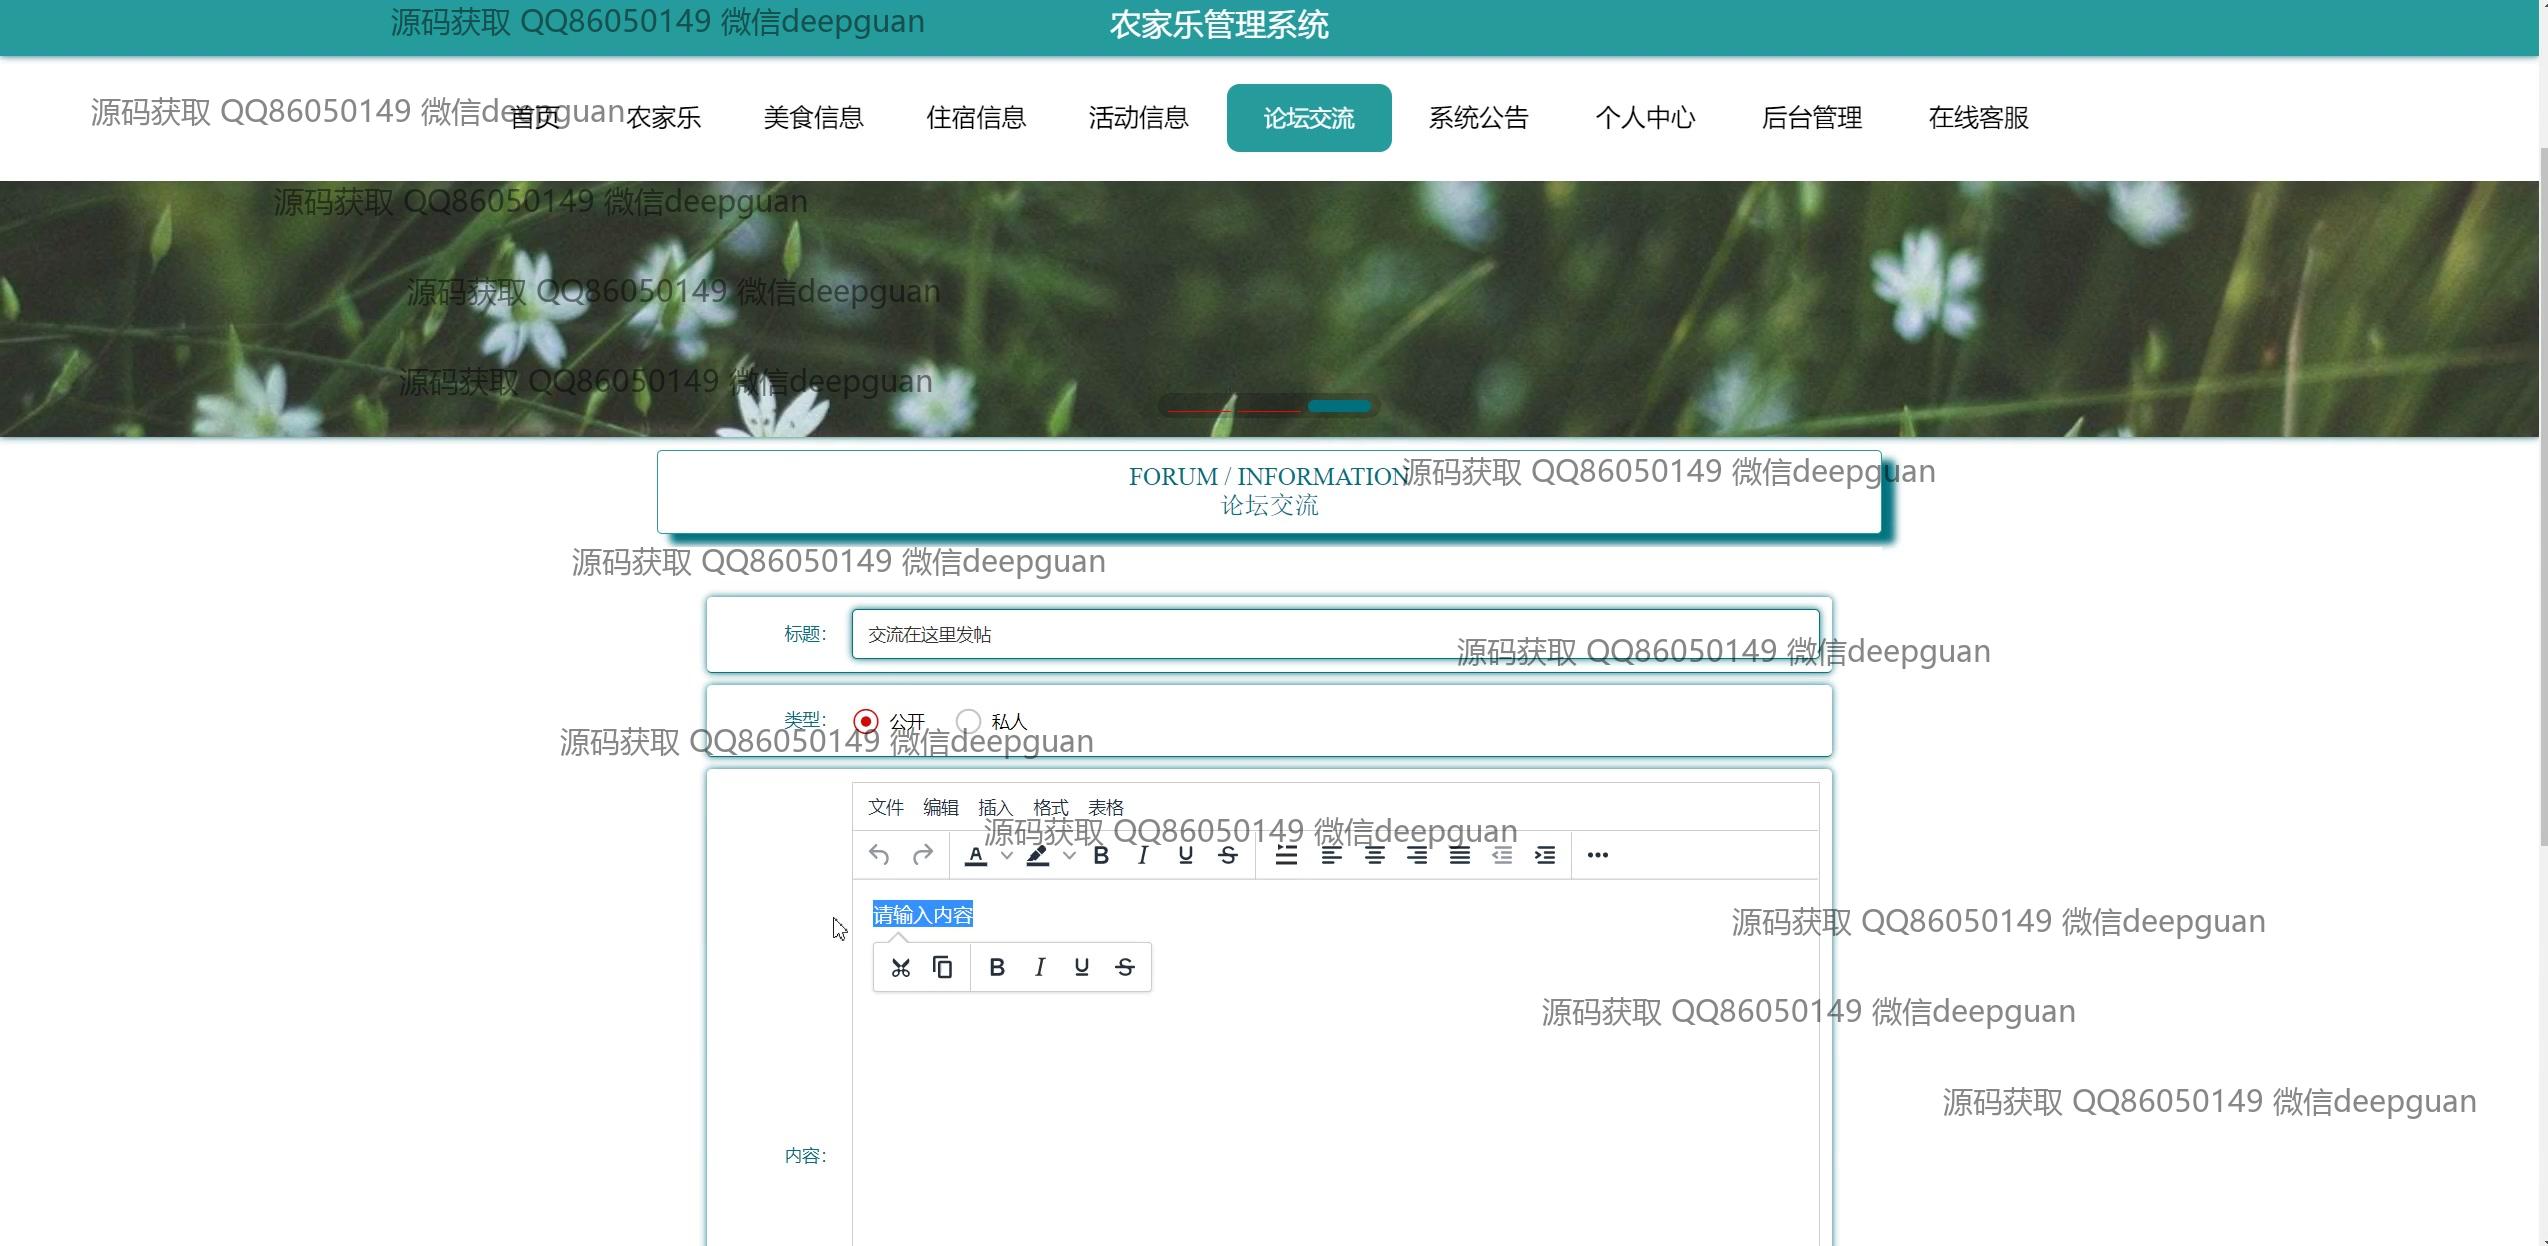 源码获取 QQ86050149 微信deepguan
农家乐管理系统
源码获取 QQ86050149 微信deepguan
首页 农家乐 美食信息 住宿信息 活动信息 论坛交流 系统公告 个人中心 后台管理 在线客服
源码获取 QQ86050149 微信deepguan
源码获取 QQ86050149 微信deepguan
源码获取 QQ86050149 微信deepguan
FORUM / INFORMATION
源码获取 QQ86050149 微信deepguan
论坛交流
源码获取 QQ86050149 微信deepguan
标题： 交流在这里发帖
源码获取 QQ86050149 微信deepguan
类型： 公开 私人
源码获取 QQ86050149 微信deepguan
文件 编辑 插入 格式 表格
源码获取 QQ86050149 微信deepguan
请输入内容
源码获取 QQ86050149 微信deepguan
源码获取 QQ86050149 微信deepguan
源码获取 QQ86050149 微信deepguan
内容：